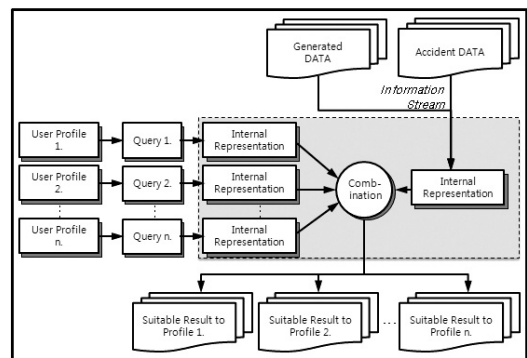 Generated
DATA
Accident DATA
Information
Stream
User Profile
1.
Query 1.
Internal
Representation
User Profile
2.
Query 2.
Internal
Representation
Comb-
ination
Internal
Representation
User Profile
n.
Query n.
Internal
Representation
Suitable Result to
Profile 1.
Suitable Result to
Profile 2.
...
Suitable Result to
Profile n.